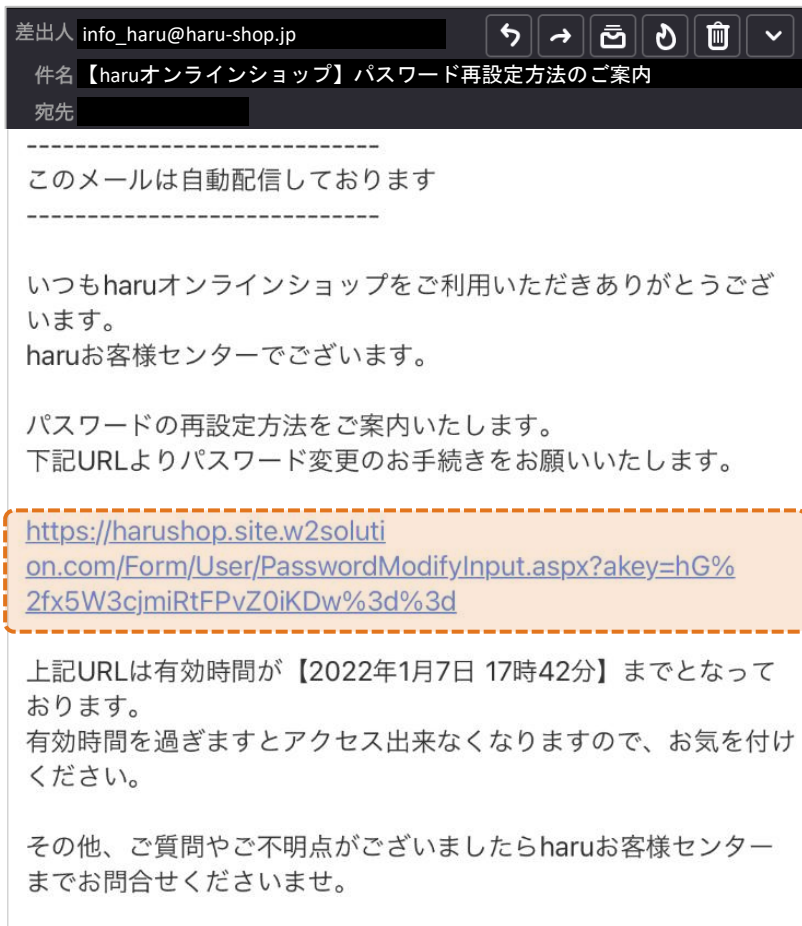 差出人 info_haru@haru-shop.jp
件名 【haruオンラインショップ】パスワード再設定方法のご案内
宛先
----------------------------
このメールは自動配信しております
----------------------------
いつもharuオンラインショップをご利用いただきありがとうござ
います。
haruお客様センターでございます。
パスワードの再設定方法をご案内いたします。
下記URLよりパスワード変更のお手続きをお願いいたします。
https://harushop.site.w2soluti
on.com/Form/User/PasswordModifyInput.aspx?akey=hG%
2fx5W3cjmiRtFPvZ0iKDw%3d%3d
上記URLは有効時間が【2022年1月7日 17時42分】までとなって
おります。
有効時間を過ぎますとアクセス出来なくなりますので、お気を付け
ください。
その他、ご質問やご不明点がございましたらharuお客様センター
までお問合せくださいませ。